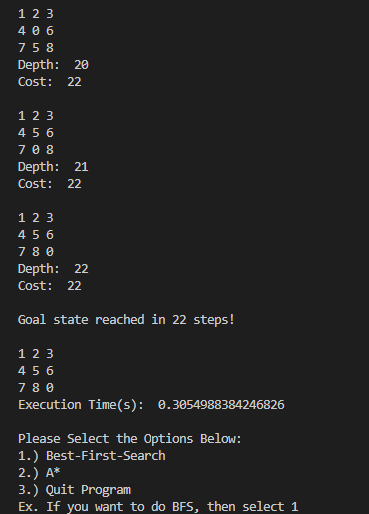 1 2 3
4 0 6
7 5 8
Depth:  20
Cost:  22
1 2 3
4 5 6
7 0 8
Depth:  21
Cost:  22
1 2 3
4 5 6
7 8 0
Depth:  22
Cost:  22
Goal state reached in 22 steps!
1 2 3
4 5 6
7 8 0
Execution Time(s):  0.3054988384246826
Please Select the Options Below:
1.) Best-First-Search
2.) A*
3.) Quit Program
Ex. If you want to do BFS, then select 1